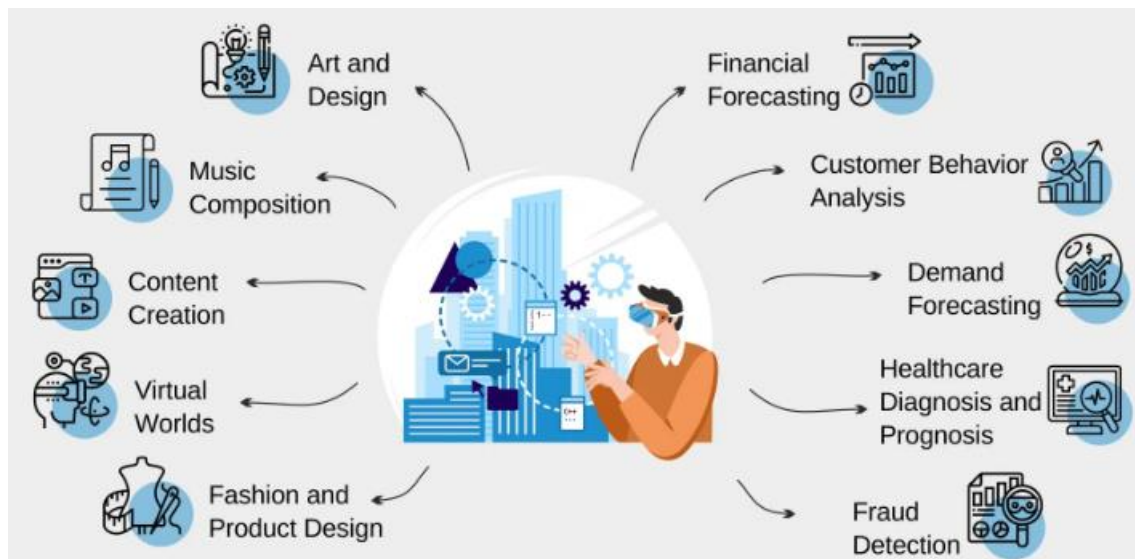 Art and
Design
Music
Composition
Content
Creation
Virtual
Worlds
Fashion and
Product Design
Financial
Forecasting
Customer Behavior
Analysis
Demand
Forecasting
Healthcare
Diagnosis and
Prognosis
Fraud
Detection
C++